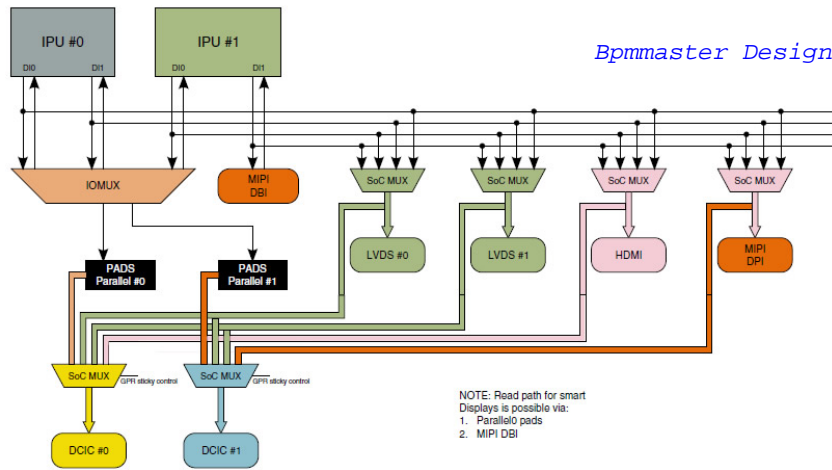 IPU #0
IPU #1
Bpmmaster Design
DI0
DI1
DI0
DI1
IOMUX
MIPI
DBI
SoC MUX
SoC MUX
SoC MUX
SoC MUX
PADS
Parallel #0
PADS
Parallel #1
LVDS #0
LVDS #1
HDMI
MIPI
DPI
SoC MUX
GPR sticky control
SoC MUX
GPR sticky control
DCIC #0
DCIC #1
NOTE: Read path for smart
Displays is possible via:
1. Parallel0 pads
2. MIPI DBI